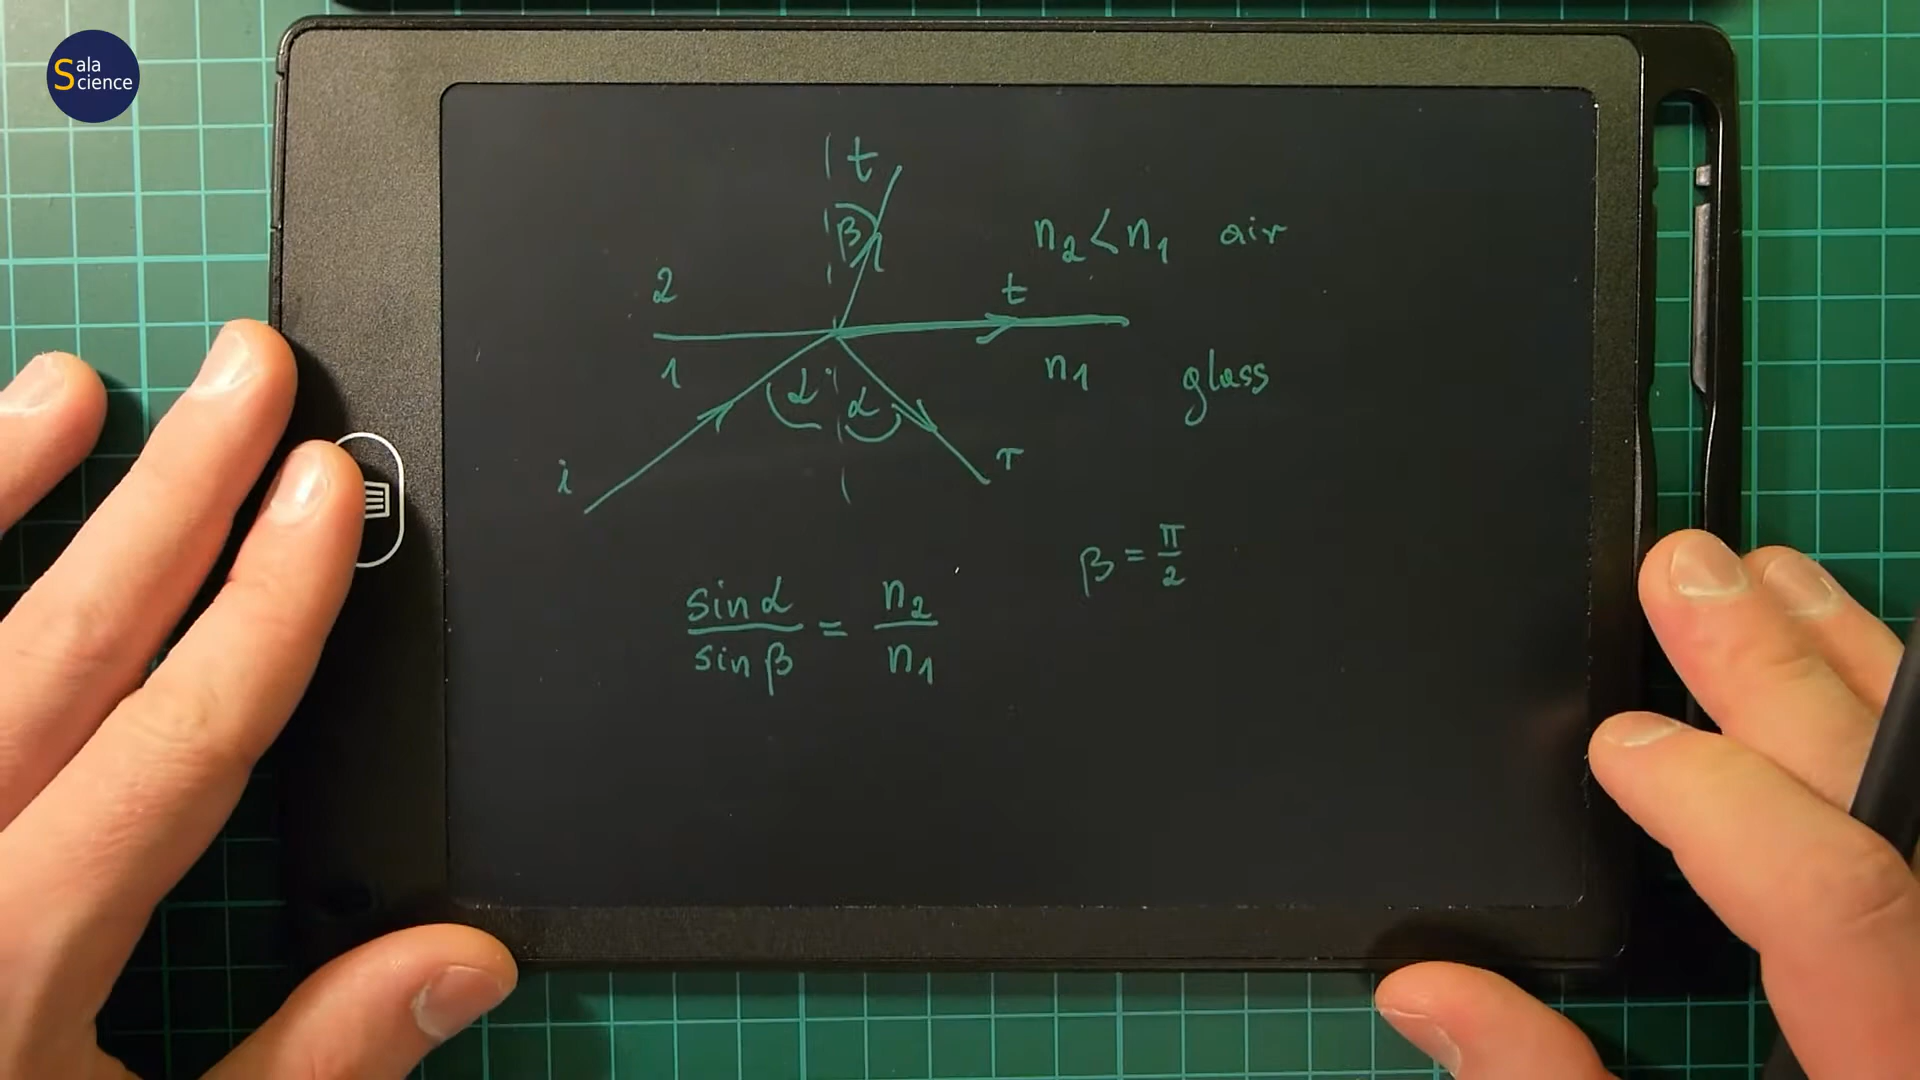 Sala
Science
t
β
n₂ < n₁ air
2
t
1
n₁
glass
α
α
i
r
β = π/2
sin α / sin β = n₂ / n₁